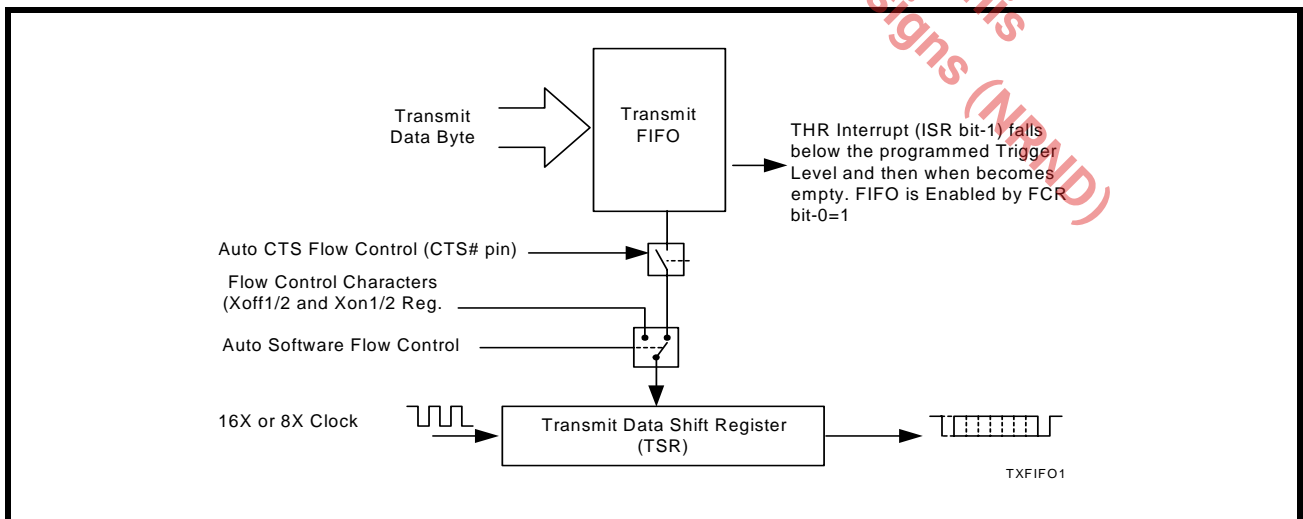 his
signs (NRND)
Transmit
Data Byte
Transmit
FIFO
THR Interrupt (ISR bit-1) falls
below the programmed Trigger
Level and then when becomes
empty. FIFO is Enabled by FCR
bit-0=1
Auto CTS Flow Control (CTS# pin)
Flow Control Characters
(Xoff1/2 and Xon1/2 Reg.
Auto Software Flow Control
16X or 8X Clock
Transmit Data Shift Register
(TSR)
TXFIFO1